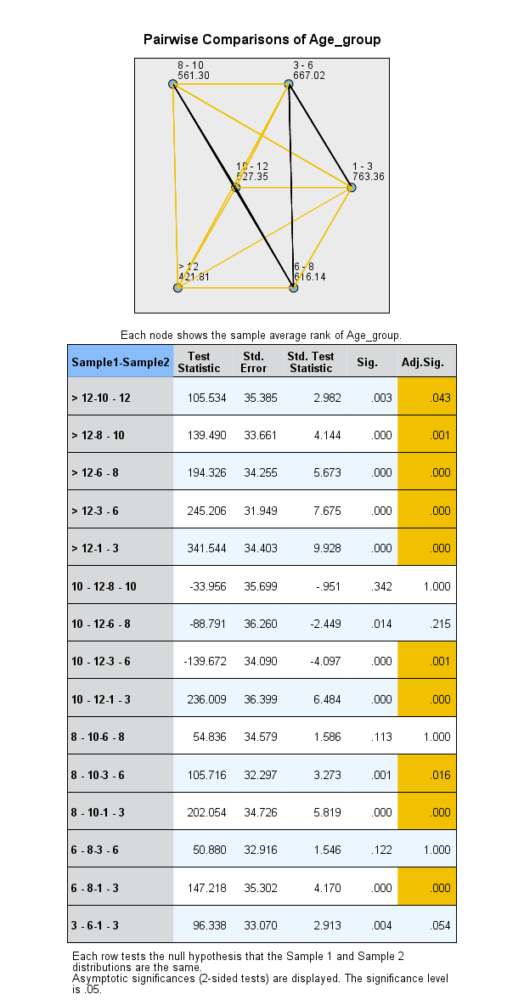 Pairwise Comparisons of Age_group
8 - 10
561.30
3 - 6
667.02
10 - 12
527.35
1 - 3
763.36
> 12
421.81
6 - 8
616.14
Each node shows the sample average rank of Age_group.
Sample1-Sample2 Test Statistic Std. Error Std. Test Statistic Sig. Adj.Sig.
> 12-10 - 12 105.534 35.385 2.982 .003 .043
> 12-8 - 10 139.490 33.661 4.144 .000 .001
> 12-6 - 8 194.326 34.255 5.673 .000 .000
> 12-3 - 6 245.206 31.949 7.675 .000 .000
> 12-1 - 3 341.544 34.403 9.928 .000 .000
10 - 12-8 - 10 -33.956 35.699 -.951 .342 1.000
10 - 12-6 - 8 -88.791 36.260 -2.449 .014 .215
10 - 12-3 - 6 -139.672 34.090 -4.097 .000 .001
10 - 12-1 - 3 236.009 36.399 6.484 .000 .000
8 - 10-6 - 8 54.836 34.579 1.586 .113 1.000
8 - 10-3 - 6 105.716 32.297 3.273 .001 .016
8 - 10-1 - 3 202.054 34.726 5.819 .000 .000
6 - 8-3 - 6 50.880 32.916 1.546 .122 1.000
6 - 8-1 - 3 147.218 35.302 4.170 .000 .000
3 - 6-1 - 3 96.338 33.070 2.913 .004 .054
Each row tests the null hypothesis that the Sample 1 and Sample 2
distributions are the same.
Asymptotic significances (2-sided tests) are displayed. The significance level
is .05.